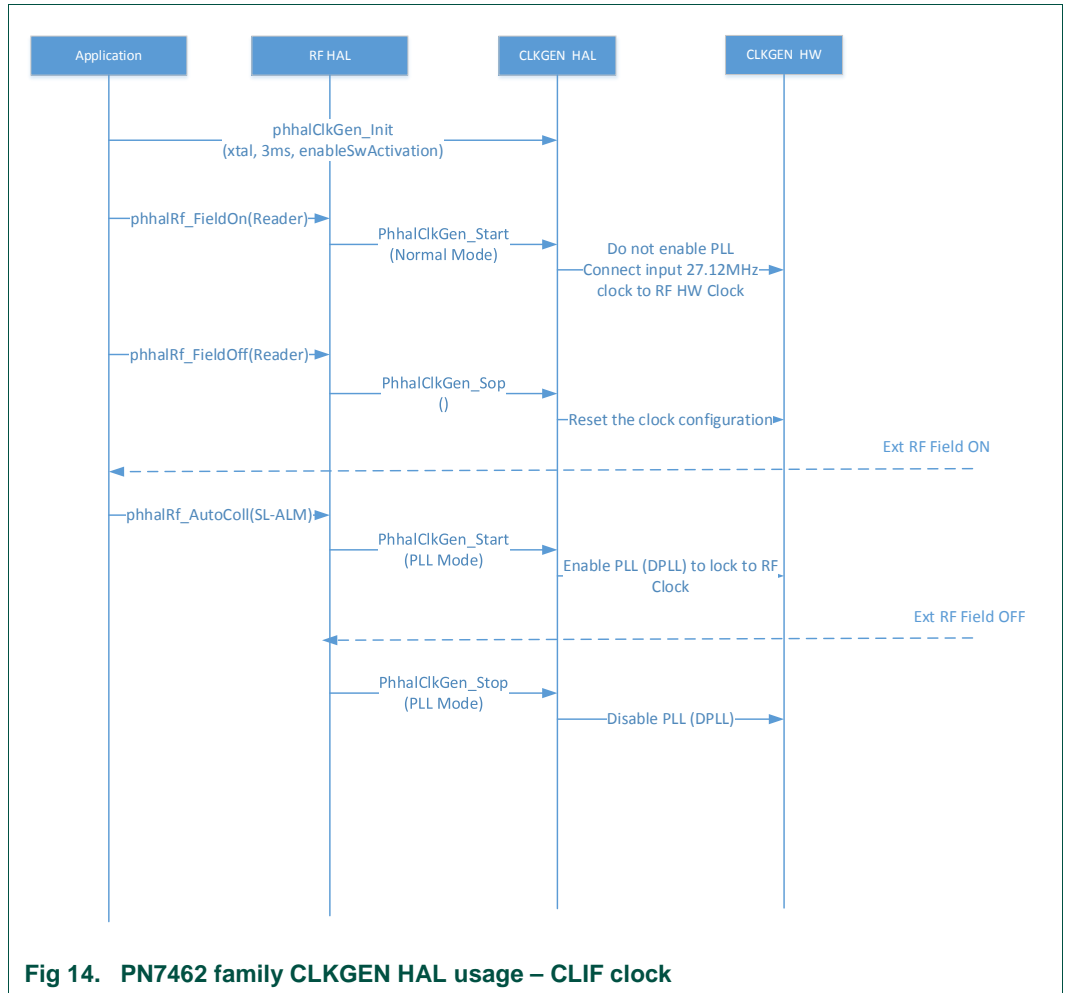 Application
RF HAL
CLKGEN HAL
CLKGEN HW
phhalClkGen_Init
(xtal, 3ms, enableSwActivation)
phhalRf_FieldOn(Reader)
PhhalClkGen_Start
(Normal Mode)
Do not enable PLL
Connect input 27.12MHz
clock to RF HW Clock
phhalRf_FieldOff(Reader)
PhhalClkGen_Sop
()
Reset the clock configuration
Ext RF Field ON
phhalRf_AutoColl(SL-ALM)
PhhalClkGen_Start
(PLL Mode)
Enable PLL (DPLL) to lock to RF
Clock
Ext RF Field OFF
PhhalClkGen_Stop
(PLL Mode)
Disable PLL (DPLL)
Fig 14. PN7462 family CLKGEN HAL usage – CLIF clock